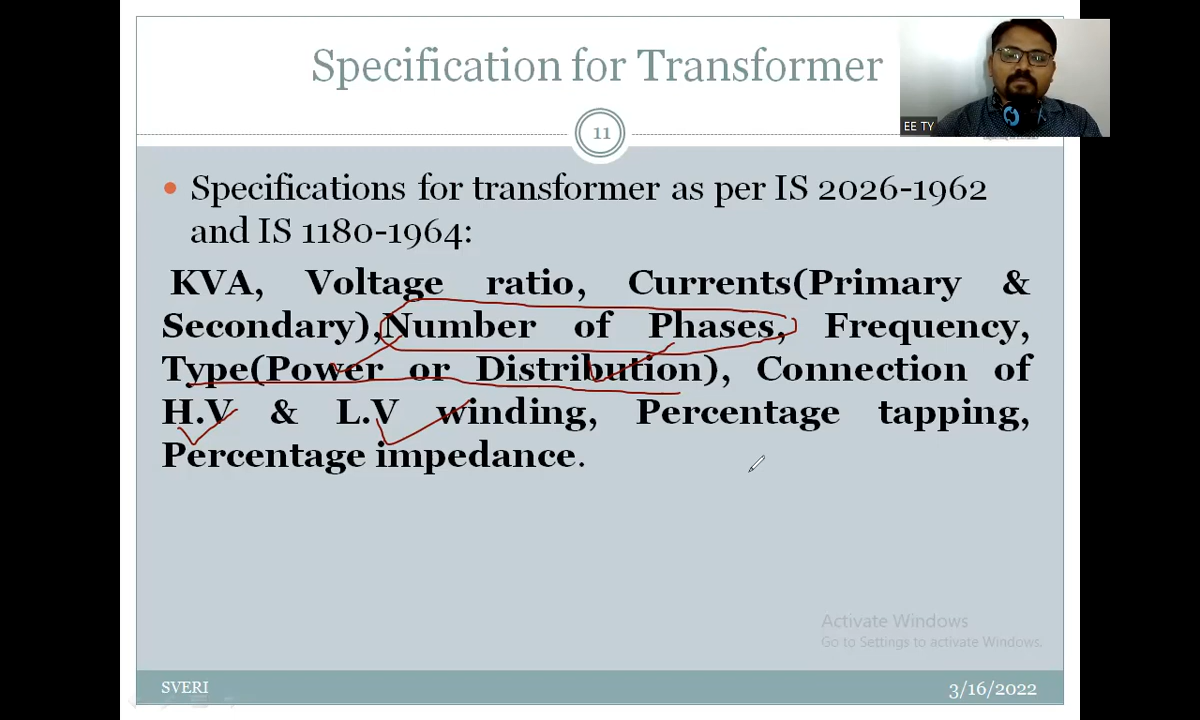 Specification for Transformer
EE TY
11
Specifications for transformer as per IS 2026-1962
and IS 1180-1964:
KVA, Voltage ratio, Currents(Primary &
Secondary),Number of Phases, Frequency,
Type(Power or Distribution), Connection of
H.V & L.V winding, Percentage tapping,
Percentage impedance.
Activate Windows
Go to Settings to activate Windows.
SVERI
3/16/2022